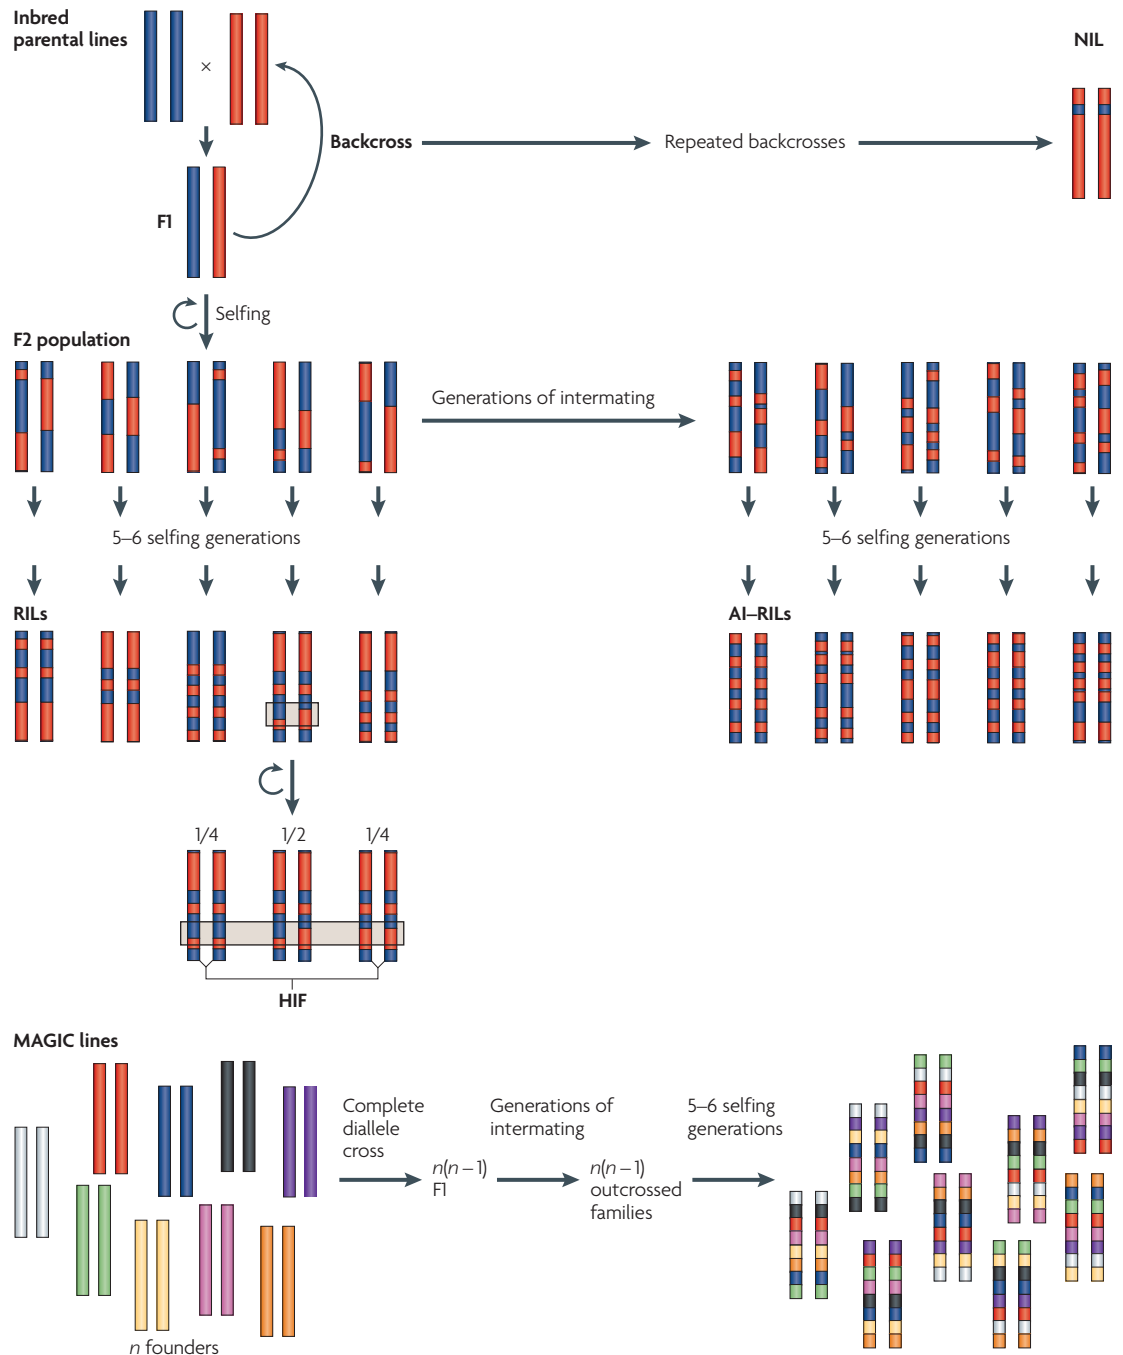 Inbred
parental lines
×
NIL
Backcross
Repeated backcrosses
F1
Selfing
F2 population
Generations of intermating
5–6 selfing generations
5–6 selfing generations
RILs
AI–RILs
1/4
1/2
1/4
HIF
MAGIC lines
Complete
diallele
cross
n(n – 1)
F1
Generations of
intermating
n(n – 1)
outcrossed
families
5–6 selfing
generations
n founders